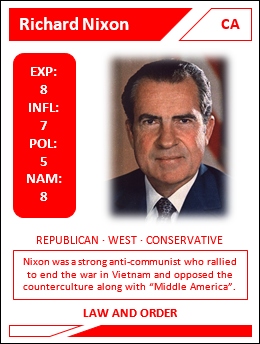 Richard Nixon
CA
EXP:
8
INFL:
7
POL:
5
NAM:
8
REPUBLICAN · WEST · CONSERVATIVE
Nixon was a strong anti-communist who rallied
to end the war in Vietnam and opposed the
counterculture along with “Middle America”.
LAW AND ORDER